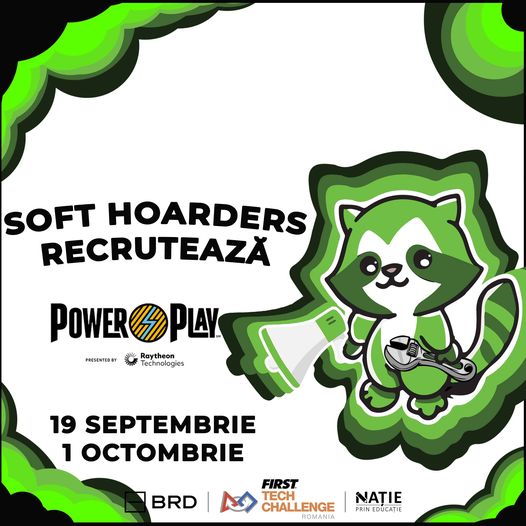 SOFT HOARDERS
RECRUTEAZĂ
POWER PLAY
PRESENTED BY Raytheon
Technologies
19 SEPTEMBRIE
1 OCTOMBRIE
BRD
FIRST
TECH
CHALLENGE
ROMANIA
NAȚIE
PRIN EDUCAȚIE